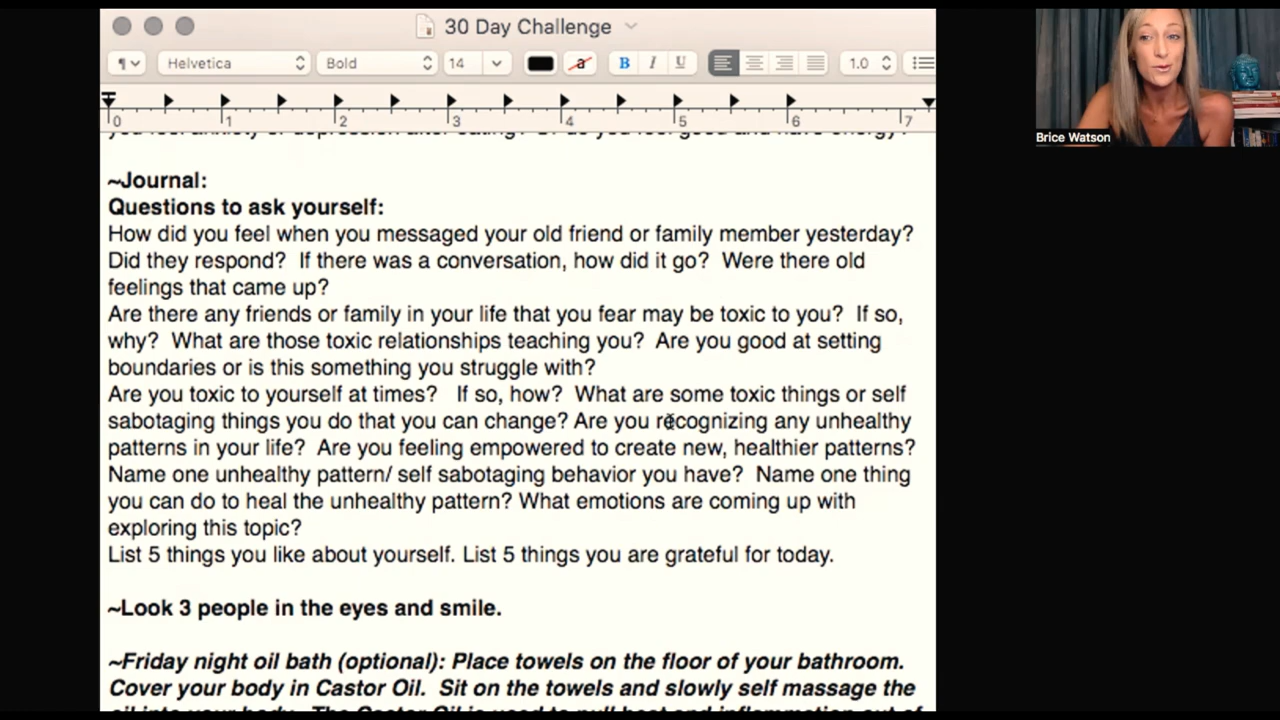 30 Day Challenge
Helvetica Bold 14 a B I U 1.0
0 1 2 3 4 5 6 7
Brice Watson
~Journal:
Questions to ask yourself:
How did you feel when you messaged your old friend or family member yesterday?
Did they respond?  If there was a conversation, how did it go?  Were there old
feelings that came up?
Are there any friends or family in your life that you fear may be toxic to you?  If so,
why?  What are those toxic relationships teaching you?  Are you good at setting
boundaries or is this something you struggle with?
Are you toxic to yourself at times?   If so, how?  What are some toxic things or self
sabotaging things you do that you can change? Are you recognizing any unhealthy
patterns in your life?  Are you feeling empowered to create new, healthier patterns?
Name one unhealthy pattern/ self sabotaging behavior you have?  Name one thing
you can do to heal the unhealthy pattern? What emotions are coming up with
exploring this topic?
List 5 things you like about yourself. List 5 things you are grateful for today.
~Look 3 people in the eyes and smile.
~Friday night oil bath (optional): Place towels on the floor of your bathroom.
Cover your body in Castor Oil.  Sit on the towels and slowly self massage the